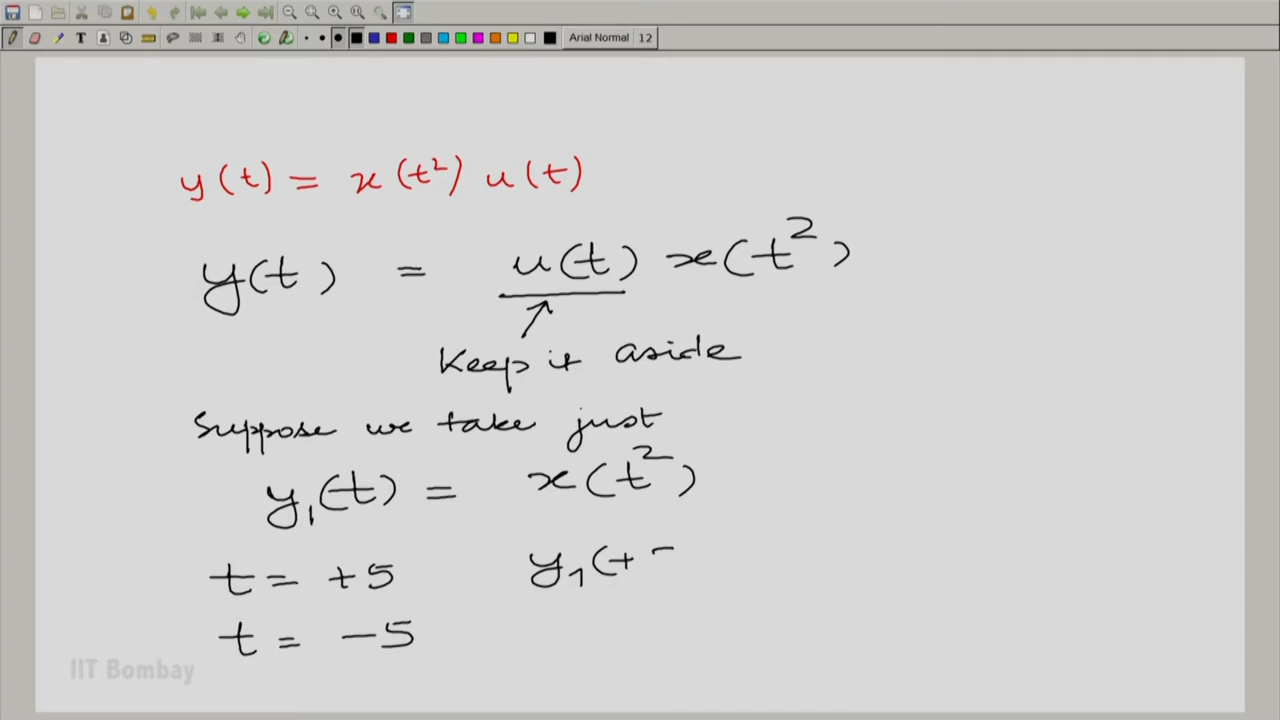 Arial Normal 12
y(t) = x(t²) u(t)
y(t) = u(t) x(t²)
Keep it aside
Suppose we take just
y₁(t) = x(t²)
t = +5 y₁(+
t = -5
IIT Bombay